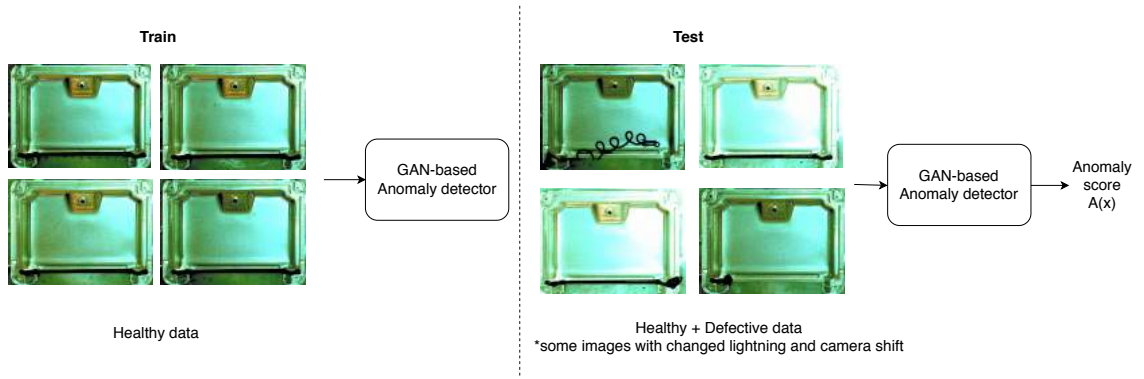 Train
GAN-based
Anomaly detector
Healthy data
Test
GAN-based
Anomaly detector
Anomaly
score
A(x)
Healthy + Defective data
*some images with changed lightning and camera shift